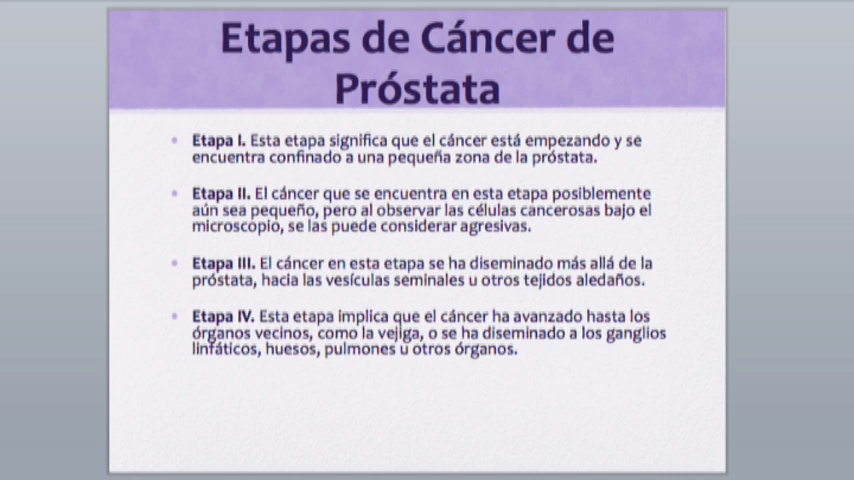 Etapas de Cáncer de
Próstata
• Etapa I. Esta etapa significa que el cáncer está empezando y se
encuentra confinado a una pequeña zona de la próstata.
• Etapa II. El cáncer que se encuentra en esta etapa posiblemente
aún sea pequeño, pero al observar las células cancerosas bajo el
microscopio, se las puede considerar agresivas.
• Etapa III. El cáncer en esta etapa se ha diseminado más allá de la
próstata, hacia las vesículas seminales u otros tejidos aledaños.
• Etapa IV. Esta etapa implica que el cáncer ha avanzado hasta los
órganos vecinos, como la vejiga, o se ha diseminado a los ganglios
linfáticos, huesos, pulmones u otros órganos.